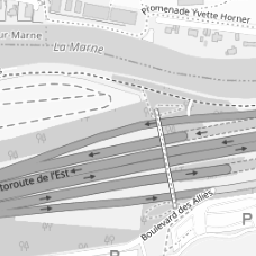 Promenade Yvette Horner
ur Marne
La Marne
toroute de l'Est
Boulevard des Alliés
P
P